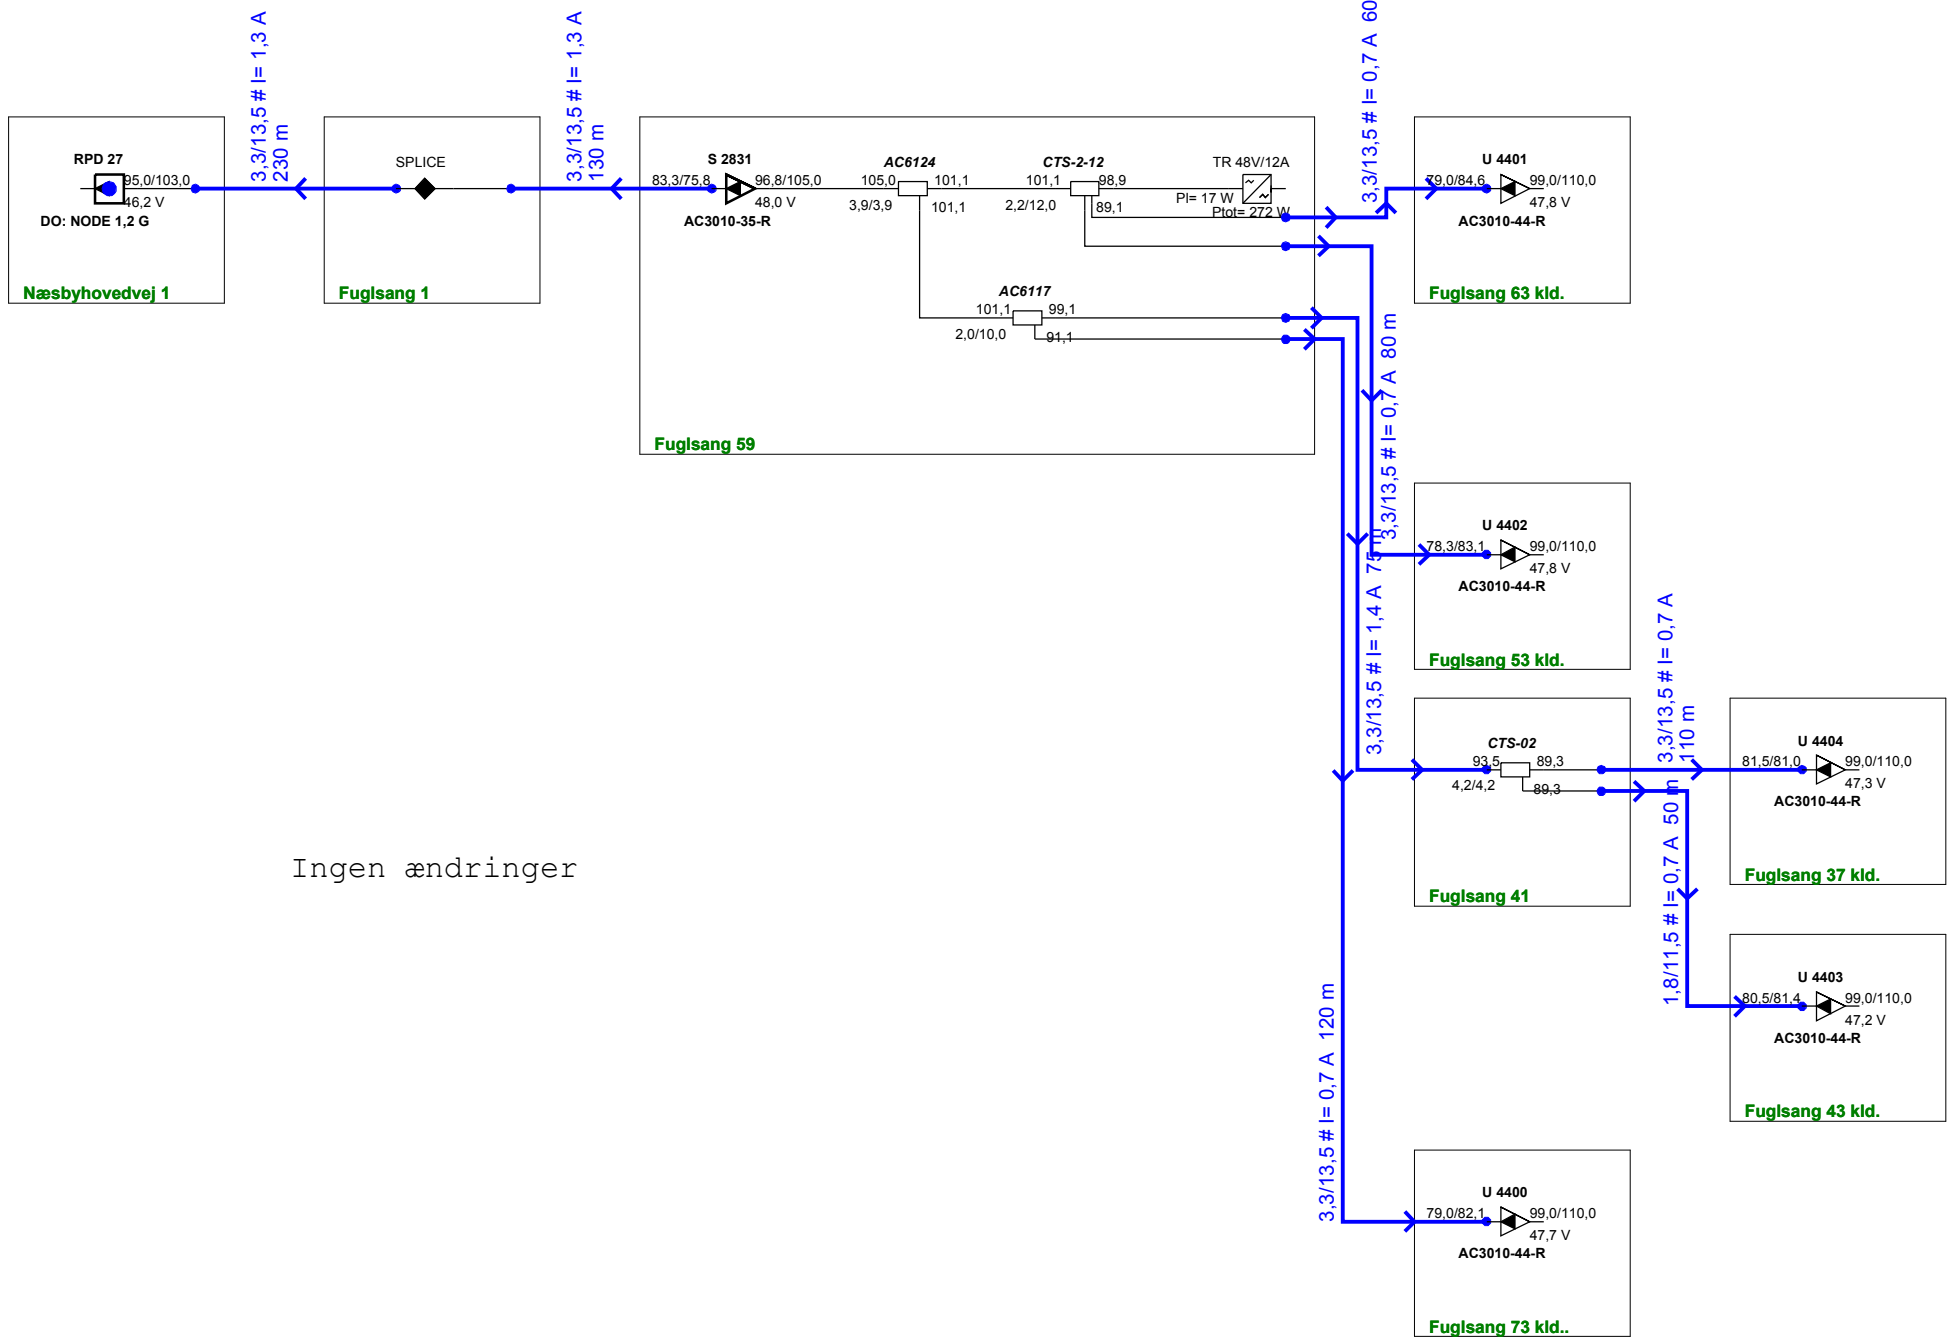 3,3/13,5 # I= 1,3 A
230 m
3,3/13,5 # I= 1,3 A
130 m
3,3/13,5 # I= 0,7 A 60
RPD 27
95,0/103,0
46,2 V
DO: NODE 1,2 G
Næsbyhovedvej 1
SPLICE
Fuglsang 1
S 2831
83,3/75,8
96,8/105,0
48,0 V
AC3010-35-R
AC6124
105,0
101,1
3,9/3,9
101,1
CTS-2-12
101,1
98,9
2,2/12,0
89,1
TR 48V/12A
PI= 17 W
Ptot= 272 W
AC6117
101,1
99,1
2,0/10,0
91,1
Fuglsang 59
U 4401
79,0/84,6
99,0/110,0
47,8 V
AC3010-44-R
Fuglsang 63 kld.
3,3/13,5 # I= 0,7 A 80 m
U 4402
78,3/83,1
99,0/110,0
47,8 V
AC3010-44-R
Fuglsang 53 kld.
3,3/13,5 # I= 1,4 A 75 m
CTS-02
93,5
89,3
4,2/4,2
89,3
Fuglsang 41
3,3/13,5 # I= 0,7 A
110 m
U 4404
81,5/81,0
99,0/110,0
47,3 V
AC3010-44-R
Fuglsang 37 kld.
1,8/11,5 # I= 0,7 A 50 m
U 4403
80,5/81,4
99,0/110,0
47,2 V
AC3010-44-R
Fuglsang 43 kld.
Ingen ændringer
3,3/13,5 # I= 0,7 A 120 m
U 4400
79,0/82,1
99,0/110,0
47,7 V
AC3010-44-R
Fuglsang 73 kld..